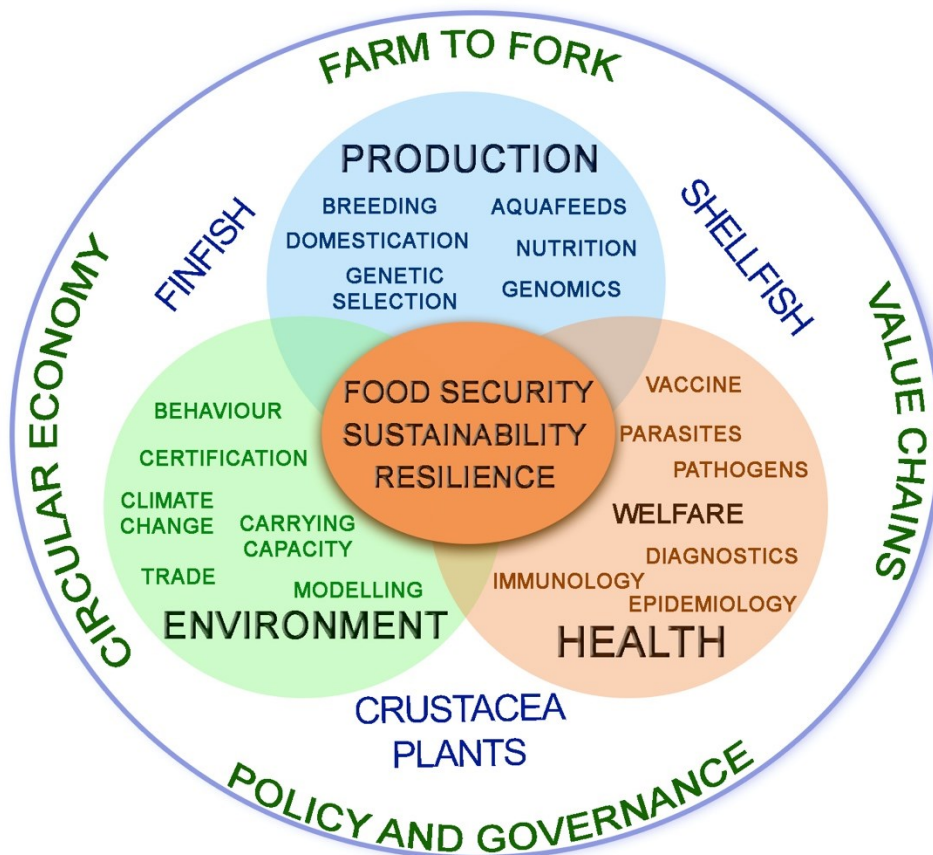 FARM TO FORK
PRODUCTION
BREEDING
AQUAFEEDS
DOMESTICATION
NUTRITION
GENETIC
SELECTION
GENOMICS
FINFISH
SHELLFISH
CIRCULAR ECONOMY
VALUE CHAINS
FOOD SECURITY
SUSTAINABILITY
RESILIENCE
BEHAVIOUR
CERTIFICATION
CLIMATE
CHANGE
CARRYING
CAPACITY
TRADE
MODELLING
ENVIRONMENT
VACCINE
PARASITES
PATHOGENS
WELFARE
DIAGNOSTICS
IMMUNOLOGY
EPIDEMIOLOGY
HEALTH
CRUSTACEA
PLANTS
POLICY AND GOVERNANCE